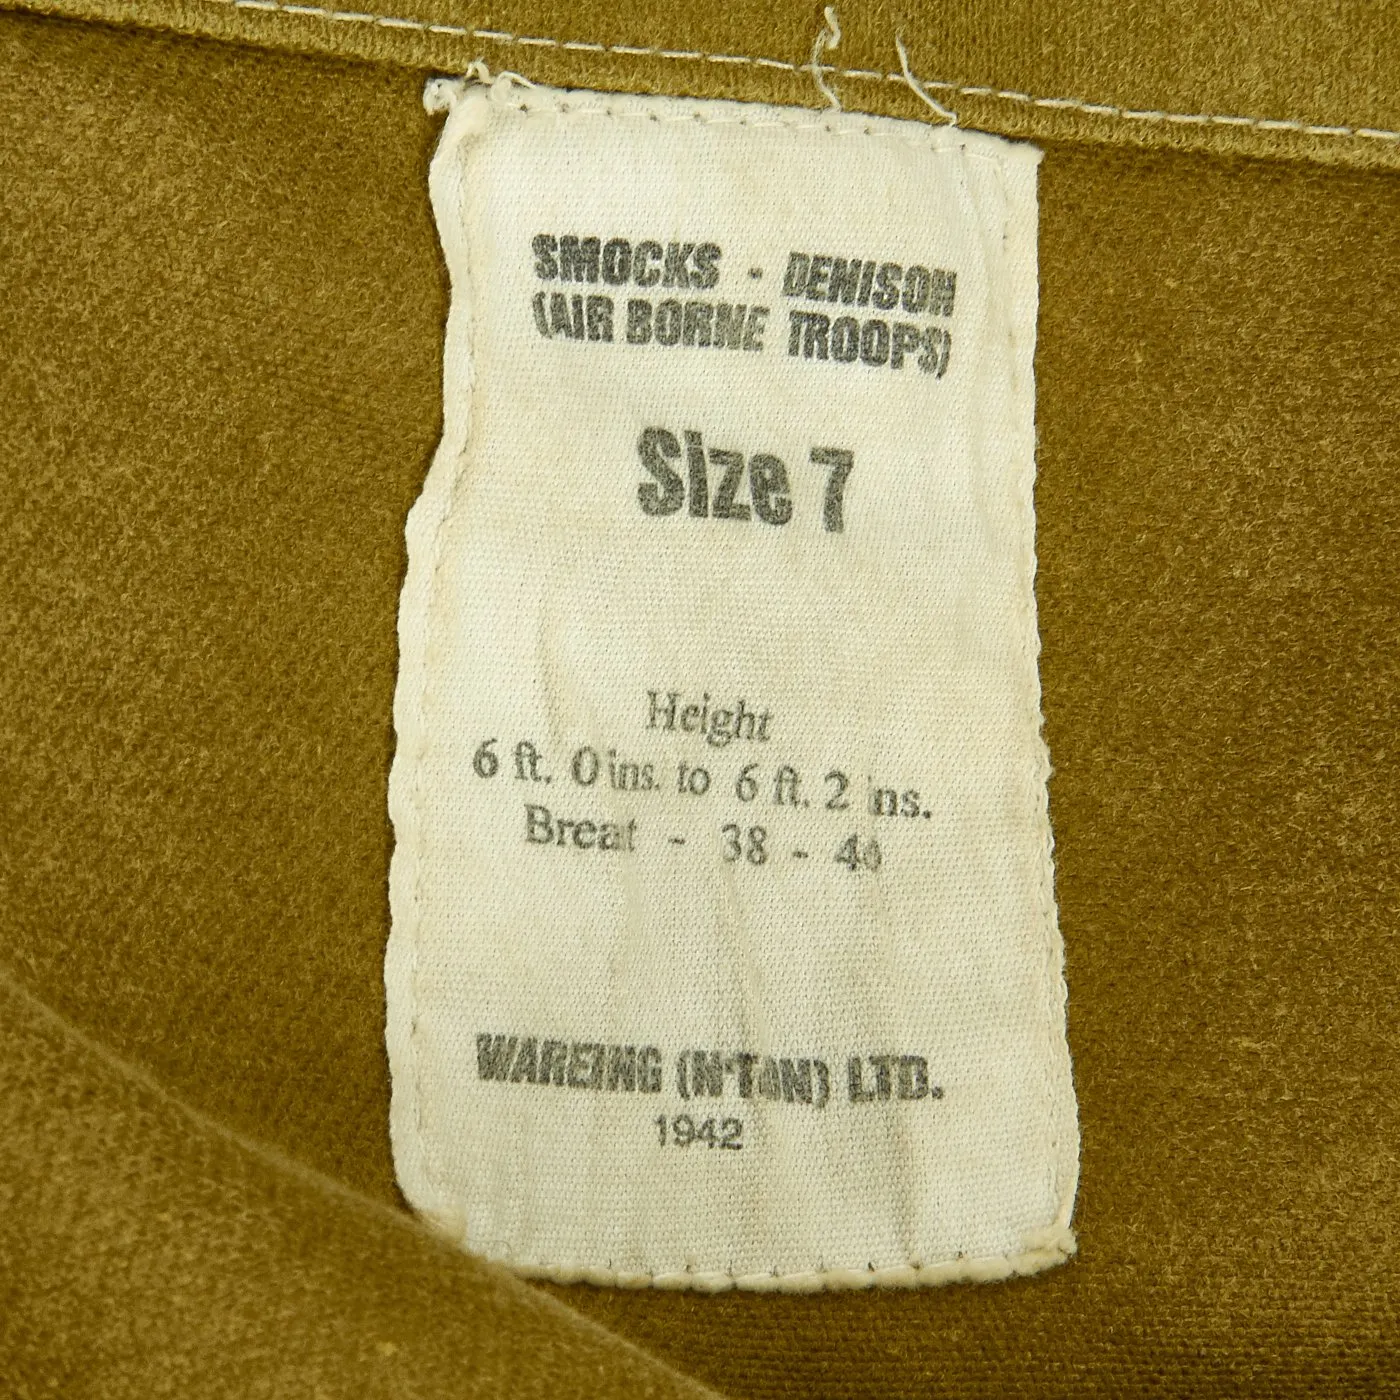 SMOCKS - DENISON
(AIR BORNE TROOPS)
Size 7
Height
6 ft. 0 ins. to 6 ft. 2 ins.
Breat - 38 - 40
WAREING (N'TON) LTD.
1942